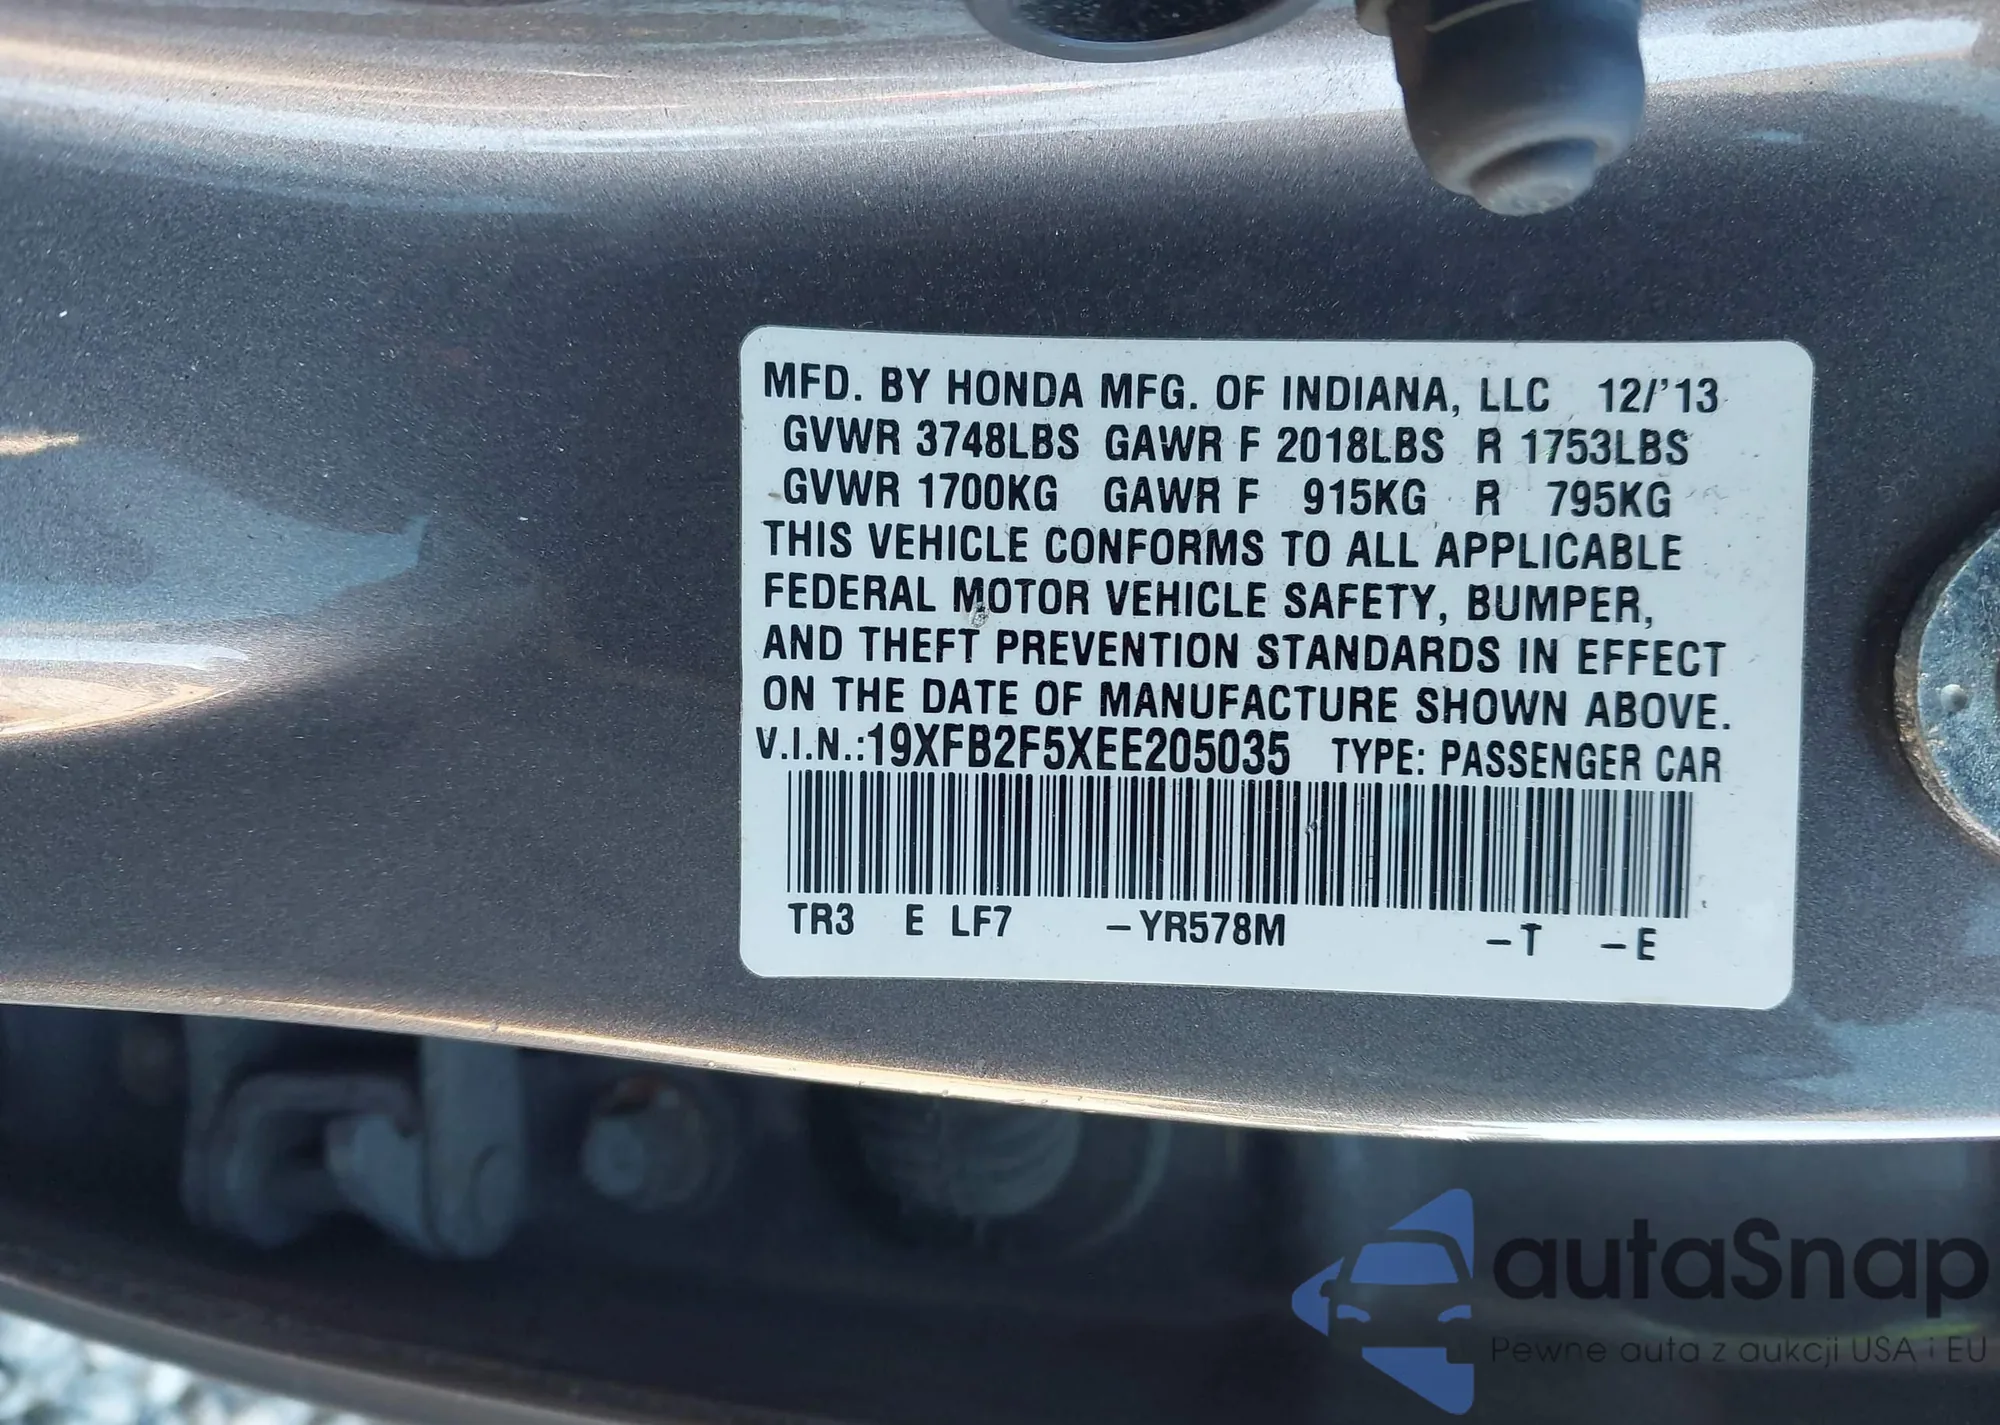 MFD. BY HONDA MFG. OF INDIANA, LLC 12/'13
GVWR 3748LBS GAWR F 2018LBS R 1753LBS
GVWR 1700KG GAWR F 915KG R 795KG
THIS VEHICLE CONFORMS TO ALL APPLICABLE
FEDERAL MOTOR VEHICLE SAFETY, BUMPER,
AND THEFT PREVENTION STANDARDS IN EFFECT
ON THE DATE OF MANUFACTURE SHOWN ABOVE.
V.I.N.:19XFB2F5XEE205035 TYPE: PASSENGER CAR
TR3 E LF7 –YR578M –T –E
autaSnap
Pewne auta z aukcji USA i EU